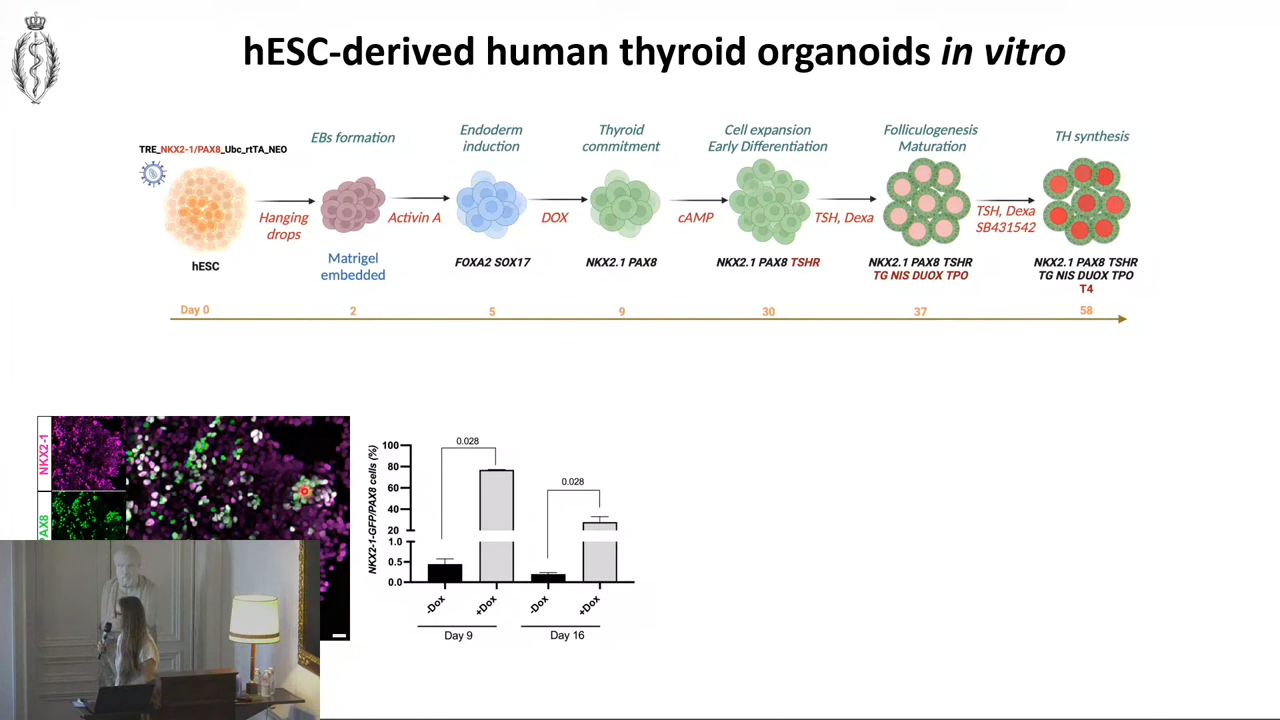 hESC-derived human thyroid organoids in vitro
TRE_NKX2-1/PAX8_Ubc_rtTA_NEO
EBs formation
Endoderm
induction
Thyroid
commitment
Cell expansion
Early Differentiation
Folliculogenesis
Maturation
TH synthesis
Hanging
drops
Activin A
DOX
cAMP
TSH, Dexa
TSH, Dexa
SB431542
hESC
Matrigel
embedded
FOXA2 SOX17
NKX2.1 PAX8
NKX2.1 PAX8 TSHR
NKX2.1 PAX8 TSHR
TG NIS DUOX TPO
NKX2.1 PAX8 TSHR
TG NIS DUOX TPO
T4
Day 0
2
5
9
30
37
58
NKX2-1
PAX8
NKX2-1-GFP/PAX8 cells (%)
100
80
60
40
20
1.0
0.5
0.0
0.028
0.028
-Dox
+Dox
-Dox
+Dox
Day 9
Day 16